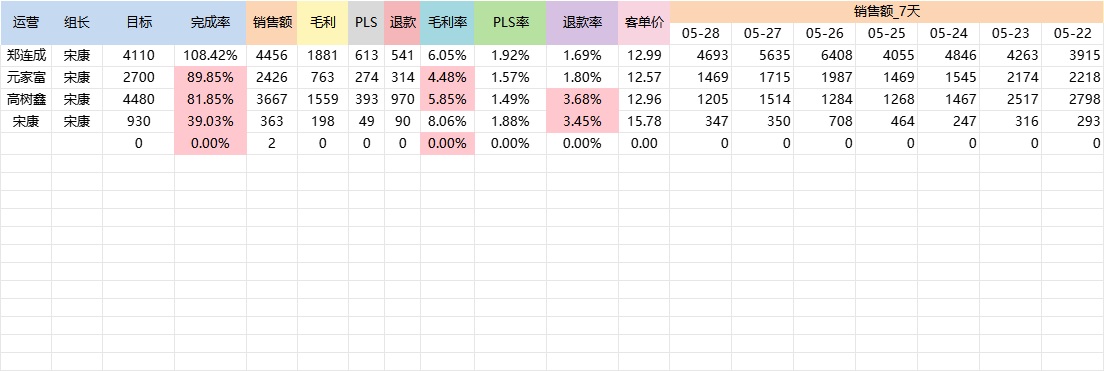 销售额_7天
运营 组长 目标 完成率 销售额 毛利 PLS 退款 毛利率 PLS率 退款率 客单价 05-28 05-27 05-26 05-25 05-24 05-23 05-22
郑连成 宋康 4110 108.42% 4456 1881 613 541 6.05% 1.92% 1.69% 12.99 4693 5635 6408 4055 4846 4263 3915
元家富 宋康 2700 89.85% 2426 763 274 314 4.48% 1.57% 1.80% 12.57 1469 1715 1987 1469 1545 2174 2218
高树鑫 宋康 4480 81.85% 3667 1559 393 970 5.85% 1.49% 3.68% 12.96 1205 1514 1284 1268 1467 2517 2798
宋康 宋康 930 39.03% 363 198 49 90 8.06% 1.88% 3.45% 15.78 347 350 708 464 247 316 293
0 0.00% 2 0 0 0 0.00% 0.00% 0.00% 0.00 0 0 0 0 0 0 0